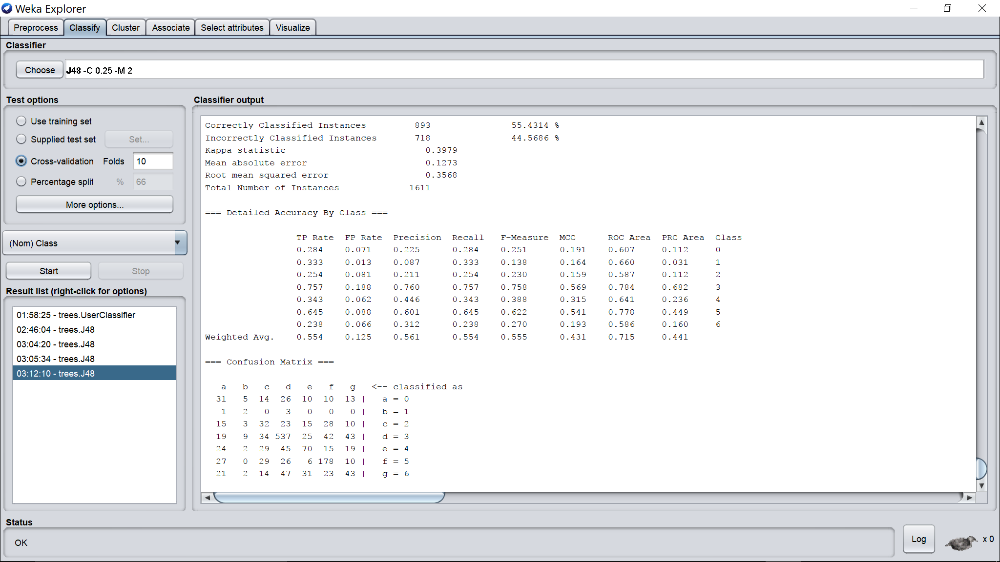 Weka Explorer
Preprocess Classify Cluster Associate Select attributes Visualize
Classifier
Choose J48 -C 0.25 -M 2
Test options
Use training set
Supplied test set Set...
Cross-validation Folds 10
Percentage split % 66
More options...
(Nom) Class
Start Stop
Result list (right-click for options)
01:58:25 - trees.UserClassifier
02:46:04 - trees.J48
03:04:20 - trees.J48
03:05:34 - trees.J48
03:12:10 - trees.J48
Classifier output
Correctly Classified Instances 893 55.4314 %
Incorrectly Classified Instances 718 44.5686 %
Kappa statistic 0.3979
Mean absolute error 0.1273
Root mean squared error 0.3568
Total Number of Instances 1611
=== Detailed Accuracy By Class ===
TP Rate FP Rate Precision Recall F-Measure MCC ROC Area PRC Area Class
0.284 0.071 0.225 0.284 0.251 0.191 0.607 0.112 0
0.333 0.013 0.087 0.333 0.138 0.164 0.660 0.031 1
0.254 0.081 0.211 0.254 0.230 0.159 0.587 0.112 2
0.757 0.188 0.760 0.757 0.758 0.569 0.784 0.682 3
0.343 0.062 0.446 0.343 0.388 0.315 0.641 0.236 4
0.645 0.088 0.601 0.645 0.622 0.541 0.778 0.449 5
0.238 0.066 0.312 0.238 0.270 0.193 0.586 0.160 6
Weighted Avg. 0.554 0.125 0.561 0.554 0.555 0.431 0.715 0.441
=== Confusion Matrix ===
a b c d e f g <-- classified as
31 5 14 26 10 10 13 | a = 0
1 2 0 3 0 0 0 | b = 1
15 3 32 23 15 28 10 | c = 2
19 9 34 537 25 42 43 | d = 3
24 2 29 45 70 15 19 | e = 4
27 0 29 26 6 178 10 | f = 5
21 2 14 47 31 23 43 | g = 6
Status
OK
Log
x 0